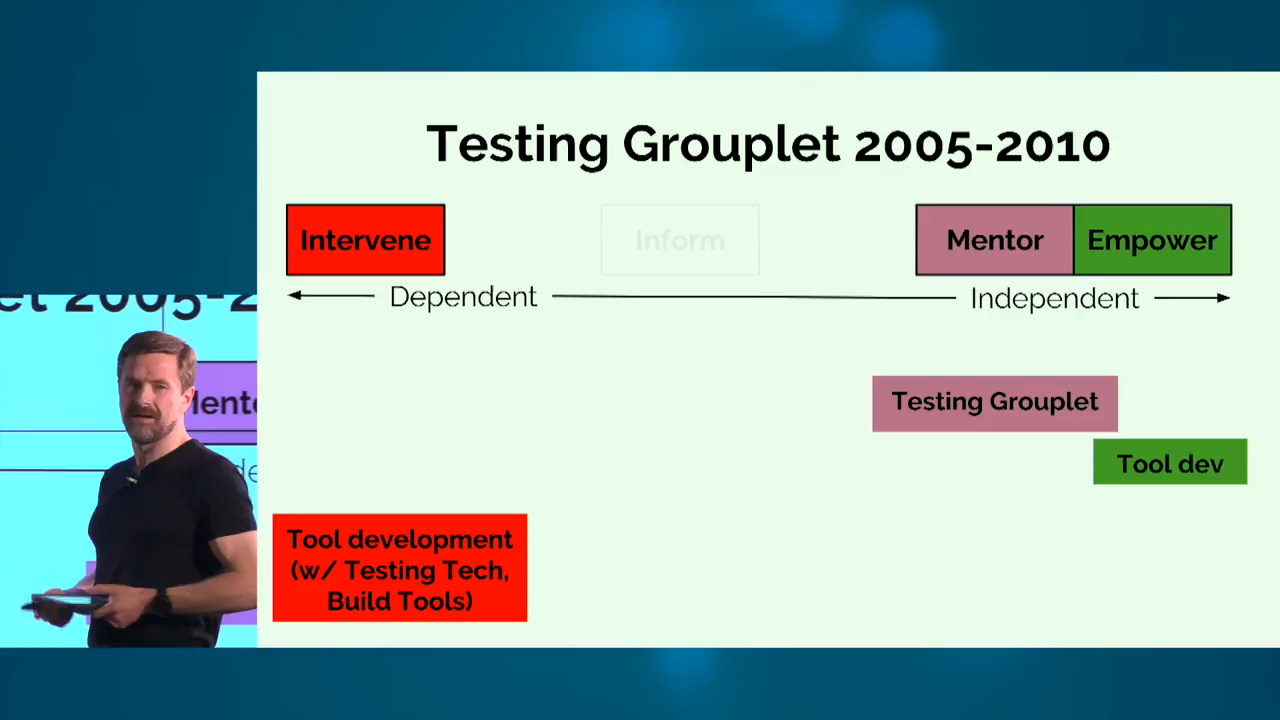 Testing Grouplet 2005-2010
Intervene
Inform
Mentor
Empower
Dependent
Independent
Testing Grouplet
Tool dev
Tool development
(w/ Testing Tech,
Build Tools)